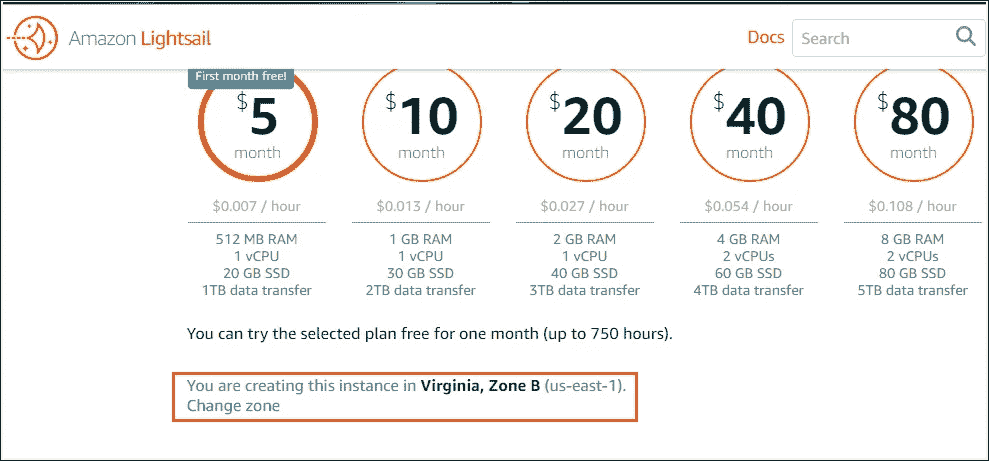 Amazon Lightsail
Docs
Search
First month free!
$5 $10 $20 $40 $80
month month month month month
$0.007 / hour $0.013 / hour $0.027 / hour $0.054 / hour $0.108 / hour
512 MB RAM 1 GB RAM 2 GB RAM 4 GB RAM 8 GB RAM
1 vCPU 1 vCPU 1 vCPU 2 vCPUs 2 vCPUs
20 GB SSD 30 GB SSD 40 GB SSD 60 GB SSD 80 GB SSD
1TB data transfer 2TB data transfer 3TB data transfer 4TB data transfer 5TB data transfer
You can try the selected plan free for one month (up to 750 hours).
You are creating this instance in Virginia, Zone B (us-east-1).
Change zone